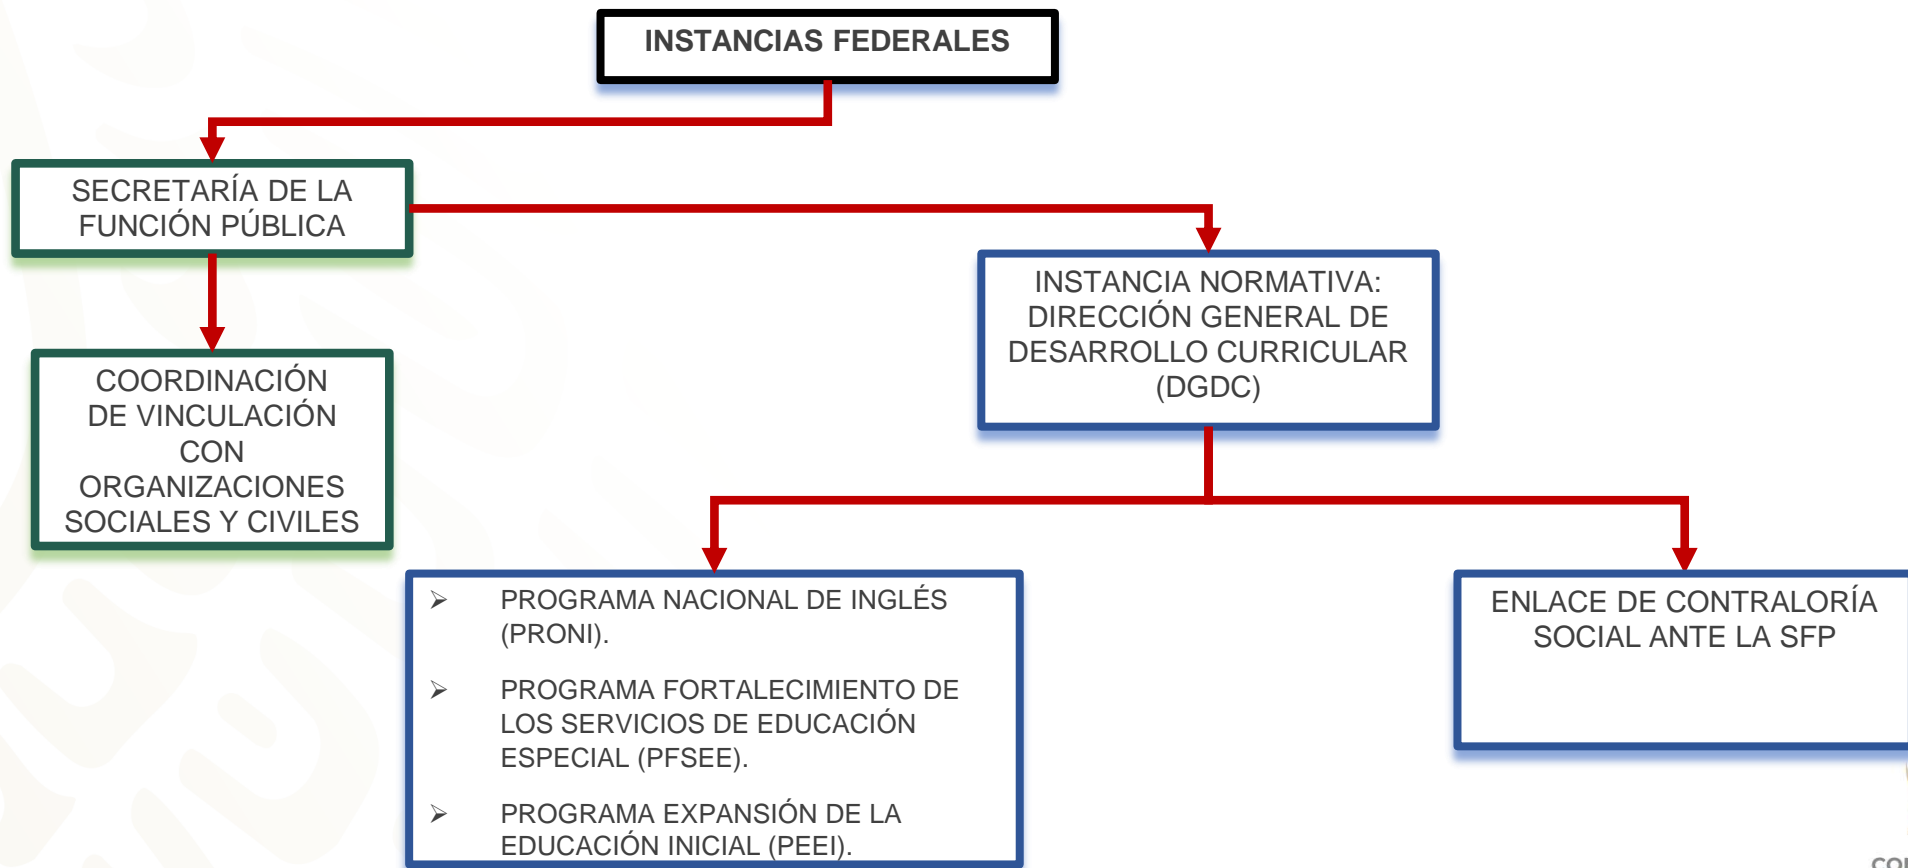 INSTANCIAS FEDERALES
SECRETARÍA DE LA
FUNCIÓN PÚBLICA
INSTANCIA NORMATIVA:
DIRECCIÓN GENERAL DE
DESARROLLO CURRICULAR
(DGDC)
COORDINACIÓN
DE VINCULACIÓN
CON
ORGANIZACIONES
SOCIALES Y CIVILES
➢ PROGRAMA NACIONAL DE INGLÉS
(PRONI).
➢ PROGRAMA FORTALECIMIENTO DE
LOS SERVICIOS DE EDUCACIÓN
ESPECIAL (PFSEE).
➢ PROGRAMA EXPANSIÓN DE LA
EDUCACIÓN INICIAL (PEEI).
ENLACE DE CONTRALORÍA
SOCIAL ANTE LA SFP